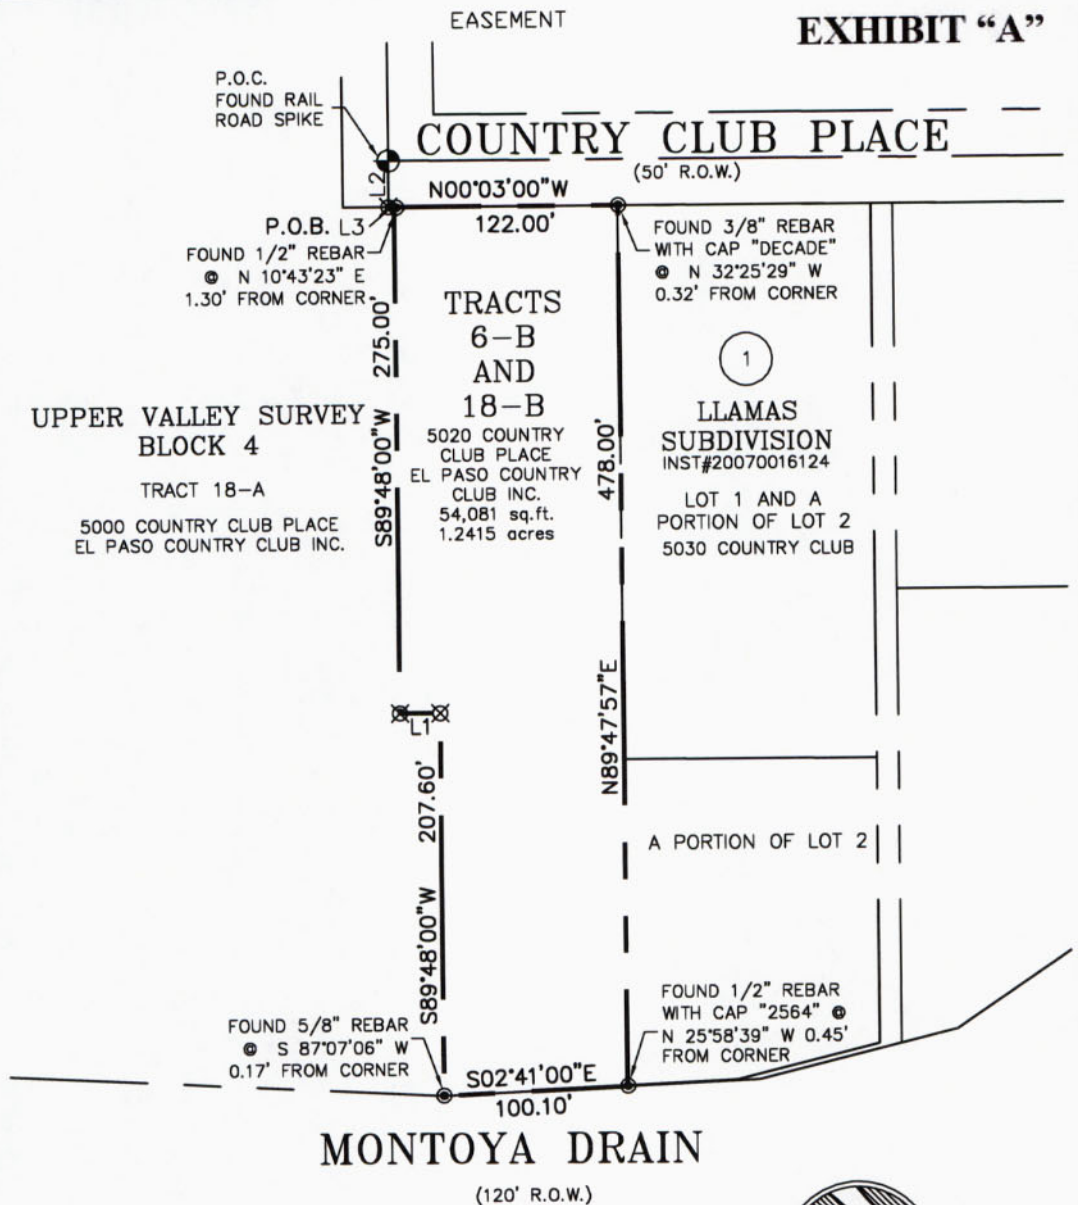 EASEMENT
EXHIBIT “A”
P.O.C.
FOUND RAIL
ROAD SPIKE
COUNTRY CLUB PLACE
(50' R.O.W.)
L2
N00°03'00"W
122.00'
P.O.B. L3
FOUND 1/2" REBAR
@ N 10°43'23" E
1.30' FROM CORNER
FOUND 3/8" REBAR
WITH CAP "DECADE"
@ N 32°25'29" W
0.32' FROM CORNER
S89°48'00"W 275.00'
TRACTS
6-B
AND
18-B
5020 COUNTRY
CLUB PLACE
EL PASO COUNTRY
CLUB INC.
54,081 sq.ft.
1.2415 acres
N89°47'57"E 478.00'
1
LLAMAS
SUBDIVISION
INST#20070016124
LOT 1 AND A
PORTION OF LOT 2
5030 COUNTRY CLUB
UPPER VALLEY SURVEY
BLOCK 4
TRACT 18-A
5000 COUNTRY CLUB PLACE
EL PASO COUNTRY CLUB INC.
L1
S89°48'00"W 207.60'
A PORTION OF LOT 2
FOUND 5/8" REBAR
@ S 87°07'06" W
0.17' FROM CORNER
FOUND 1/2" REBAR
WITH CAP "2564" @
N 25°58'39" W 0.45'
FROM CORNER
S02°41'00"E
100.10'
MONTOYA DRAIN
(120' R.O.W.)